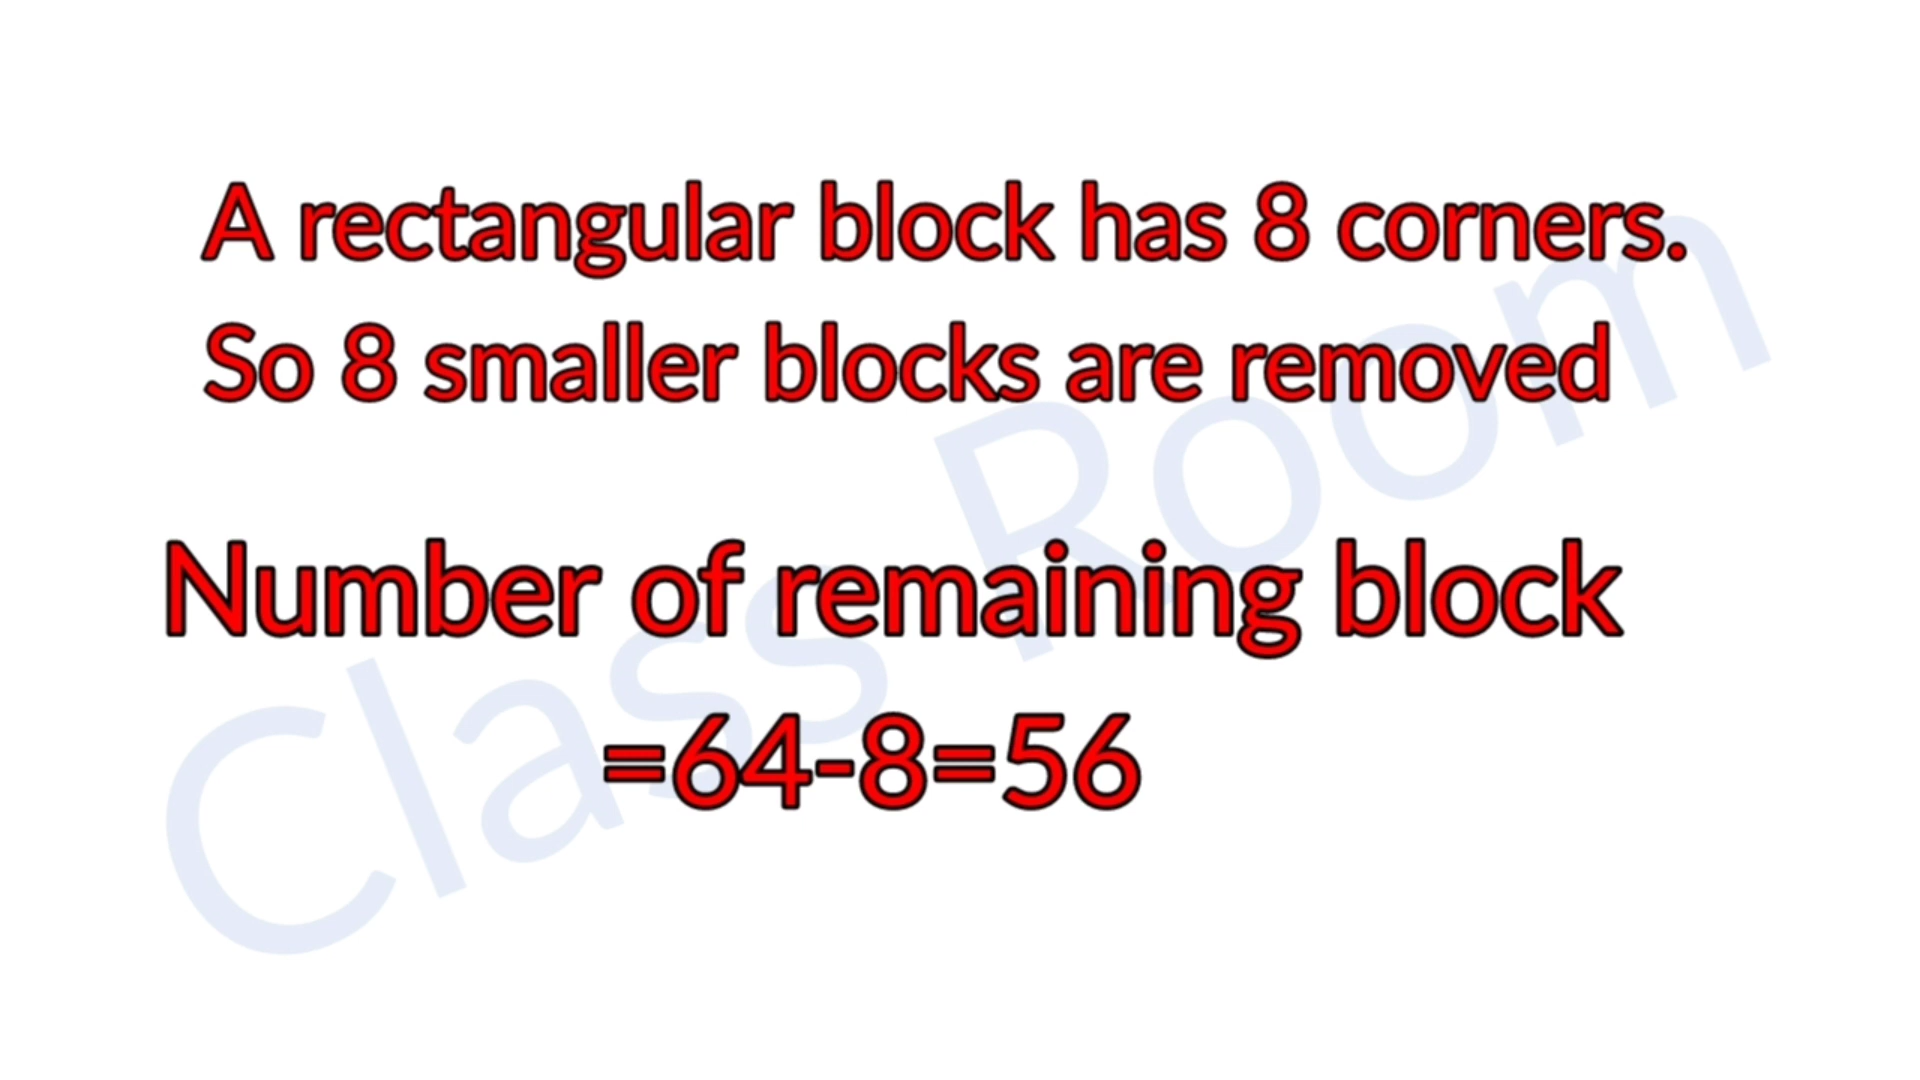 A rectangular block has 8 corners.
So 8 smaller blocks are removed
Number of remaining block
=64-8=56
Class Room